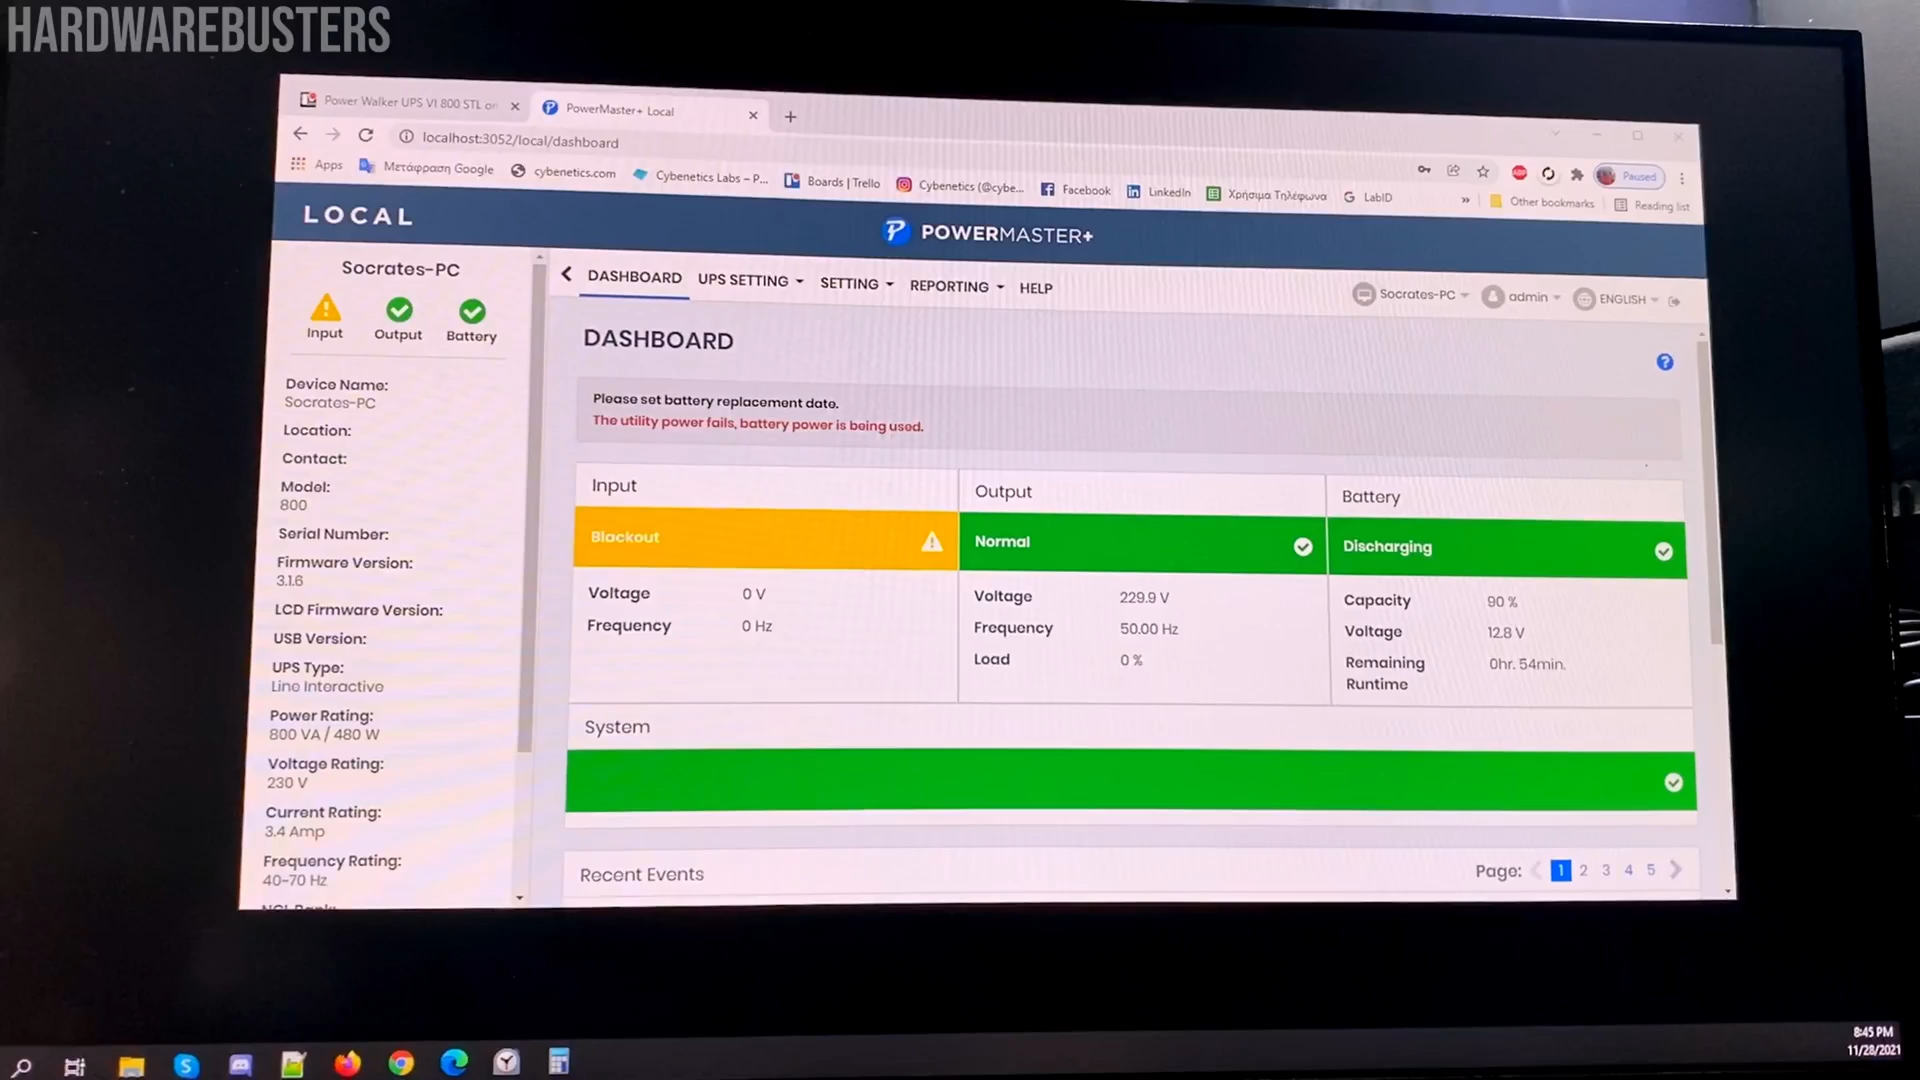 HARDWAREBUSTERS
Power Walker UPS VI 800 STL on
PowerMaster+ Local
localhost:3052/local/dashboard
Apps
Μετάφραση Google
cybenetics.com
Cybenetics Labs – P...
Boards | Trello
Cybenetics (@cybe...
Facebook
LinkedIn
Χρήσιμα Τηλέφωνα
LabID
Other bookmarks
Reading list
Paused
LOCAL
POWERMASTER+
Socrates-PC
Input
Output
Battery
DASHBOARD
UPS SETTING
SETTING
REPORTING
HELP
Socrates-PC
admin
ENGLISH
Device Name:
Socrates-PC
Location:
Contact:
Model:
800
Serial Number:
Firmware Version:
3.1.6
LCD Firmware Version:
USB Version:
UPS Type:
Line Interactive
Power Rating:
800 VA / 480 W
Voltage Rating:
230 V
Current Rating:
3.4 Amp
Frequency Rating:
40-70 Hz
DASHBOARD
Please set battery replacement date.
The utility power fails, battery power is being used.
Input
Blackout
Voltage 0 V
Frequency 0 Hz
Output
Normal
Voltage 229.9 V
Frequency 50.00 Hz
Load 0 %
Battery
Discharging
Capacity 90 %
Voltage 12.8 V
Remaining 0hr. 54min.
Runtime
System
Recent Events
Page: 1 2 3 4 5
8:45 PM
11/28/2021